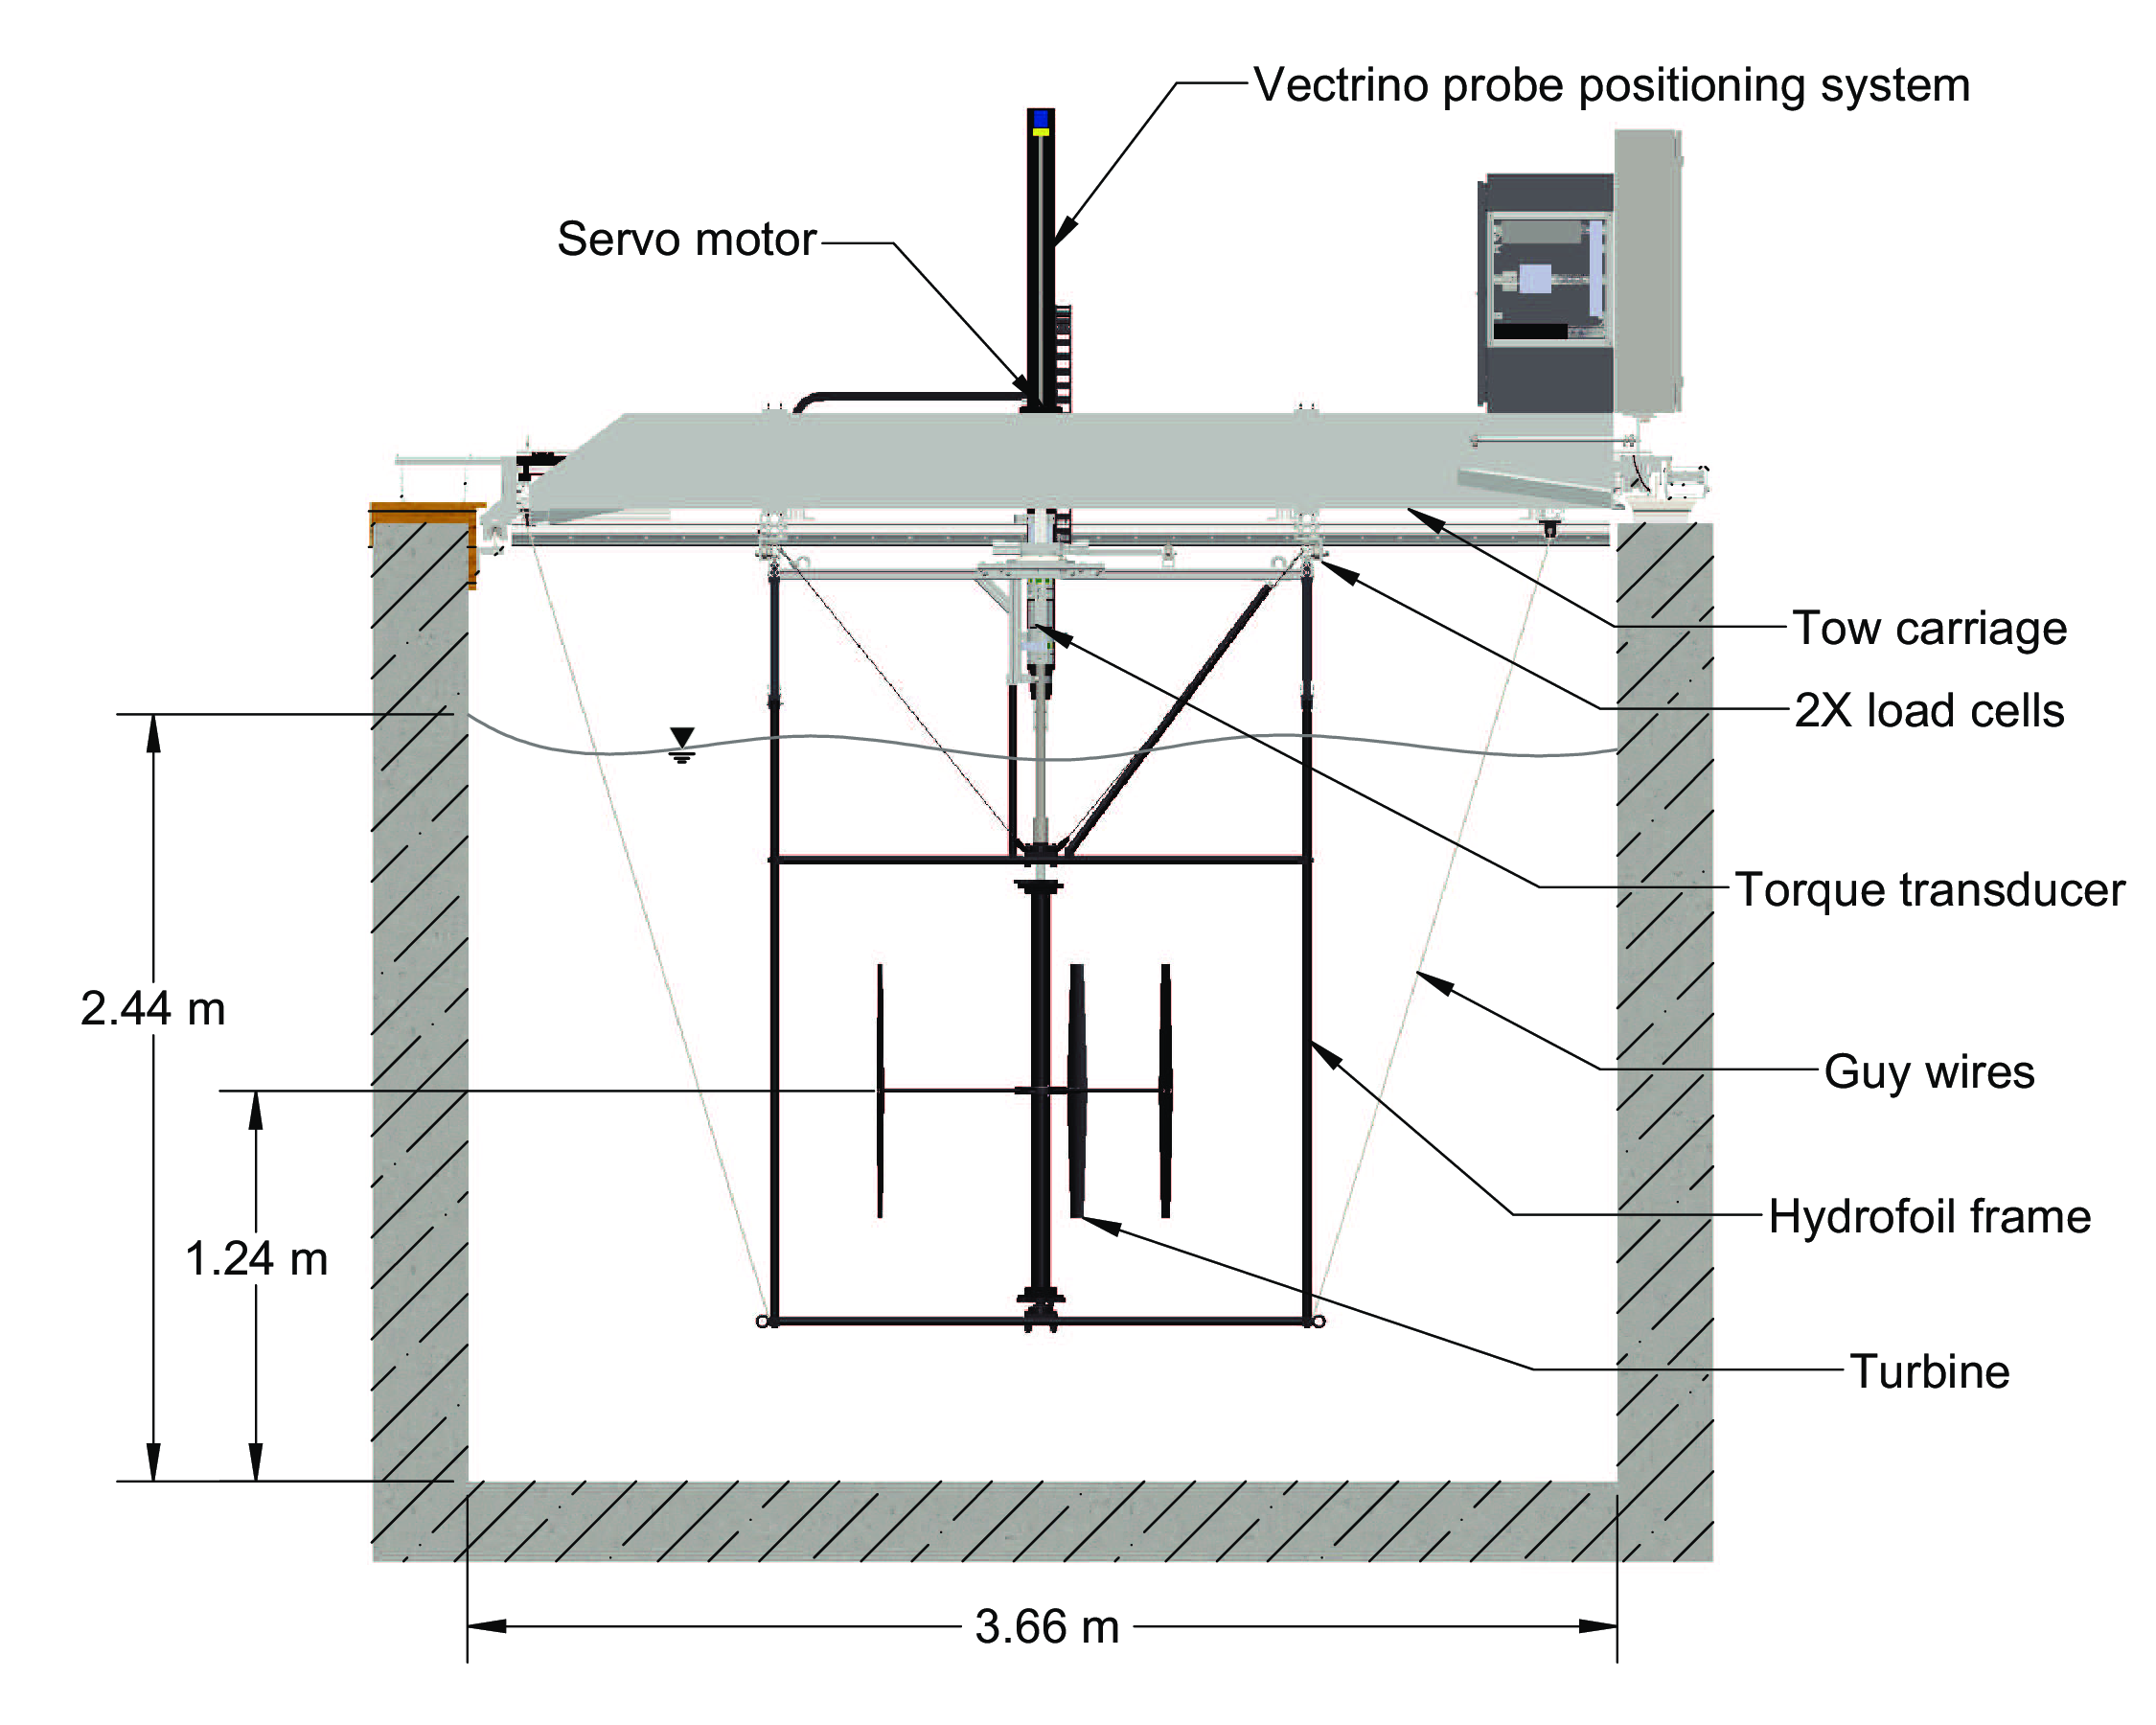 Vectrino probe positioning system
Servo motor
Tow carriage
2X load cells
Torque transducer
2.44 m
Guy wires
Hydrofoil frame
1.24 m
Turbine
3.66 m